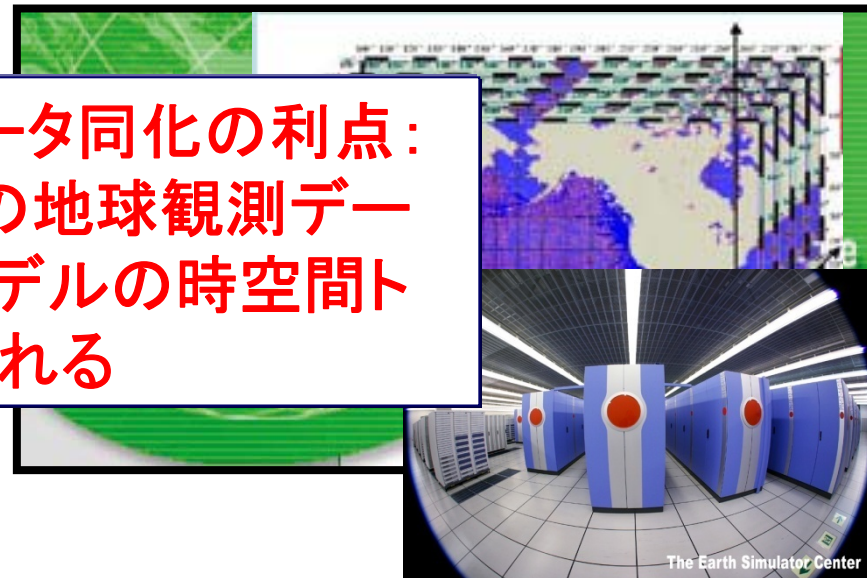 ータ同化の利点：
の地球観測デー
デルの時空間ト
れる
The Earth Simulator Center